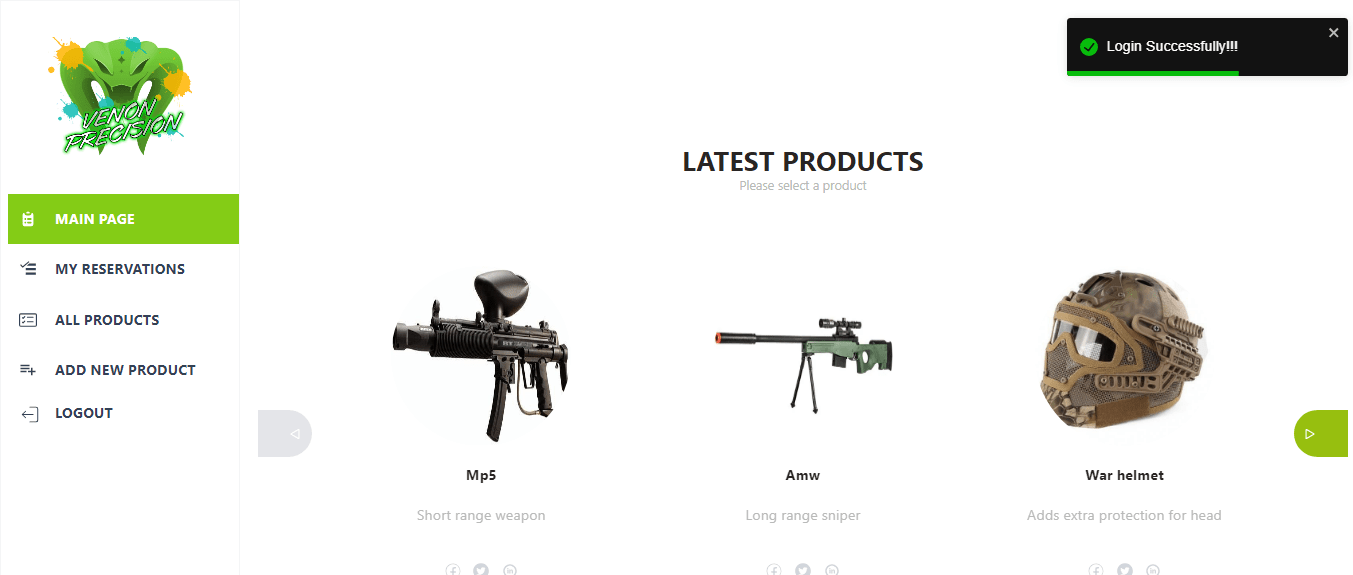 VENON
PRECISION
MAIN PAGE
MY RESERVATIONS
ALL PRODUCTS
ADD NEW PRODUCT
LOGOUT
Login Successfully!!!
LATEST PRODUCTS
Please select a product
Mp5
Short range weapon
Amw
Long range sniper
War helmet
Adds extra protection for head